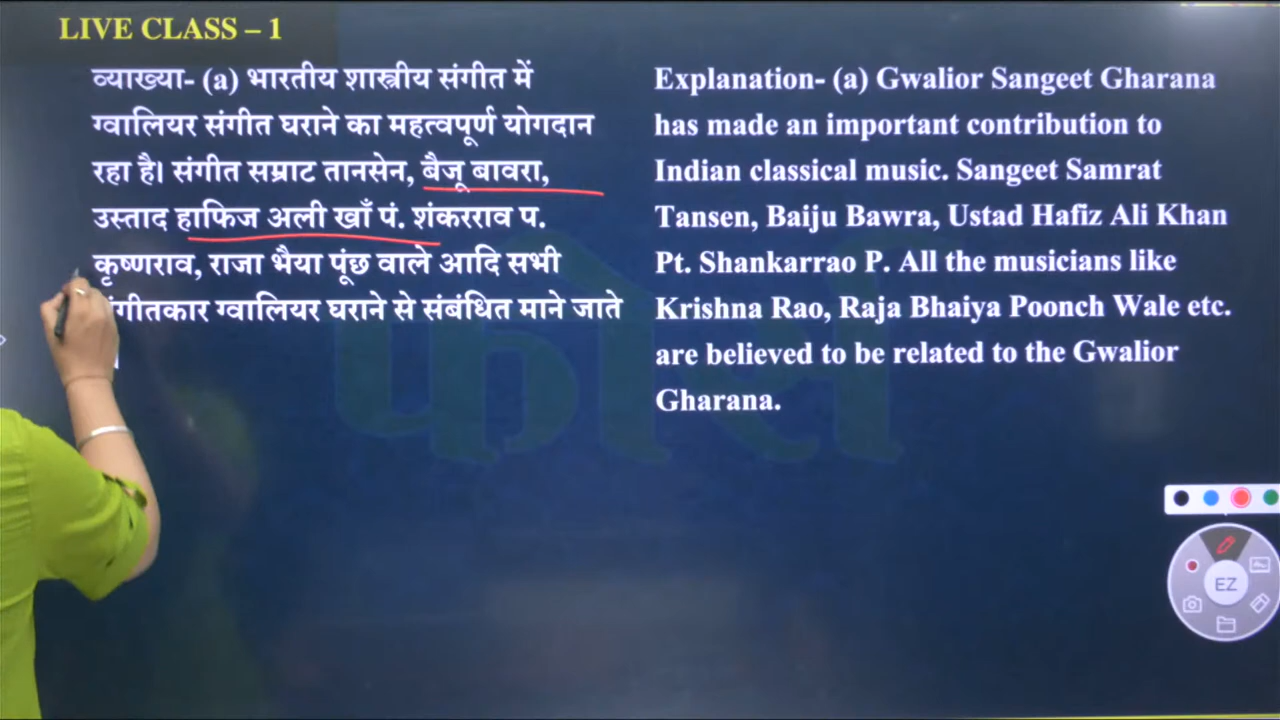 LIVE CLASS – 1
व्याख्या- (a) भारतीय शास्त्रीय संगीत में
ग्वालियर संगीत घराने का महत्वपूर्ण योगदान
रहा है। संगीत सम्राट तानसेन, बैजू बावरा,
उस्ताद हाफिज अली खाँ पं. शंकरराव प.
कृष्णराव, राजा भैया पूंछ वाले आदि सभी
संगीतकार ग्वालियर घराने से संबंधित माने जाते
Explanation- (a) Gwalior Sangeet Gharana
has made an important contribution to
Indian classical music. Sangeet Samrat
Tansen, Baiju Bawra, Ustad Hafiz Ali Khan
Pt. Shankarrao P. All the musicians like
Krishna Rao, Raja Bhaiya Poonch Wale etc.
are believed to be related to the Gwalior
Gharana.
फोर्स
EZ